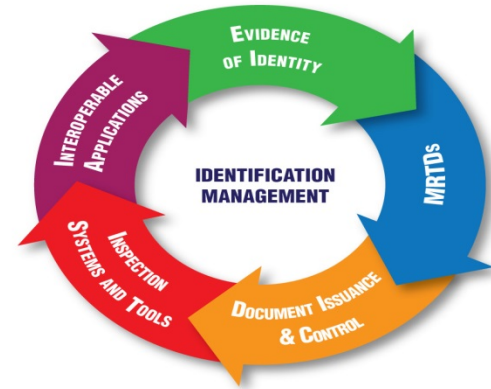 EVIDENCE
OF IDENTITY
MRTDS
DOCUMENT ISSUANCE
& CONTROL
INSPECTION
SYSTEMS AND TOOLS
INTEROPERABLE
APPLICATIONS
IDENTIFICATION
MANAGEMENT